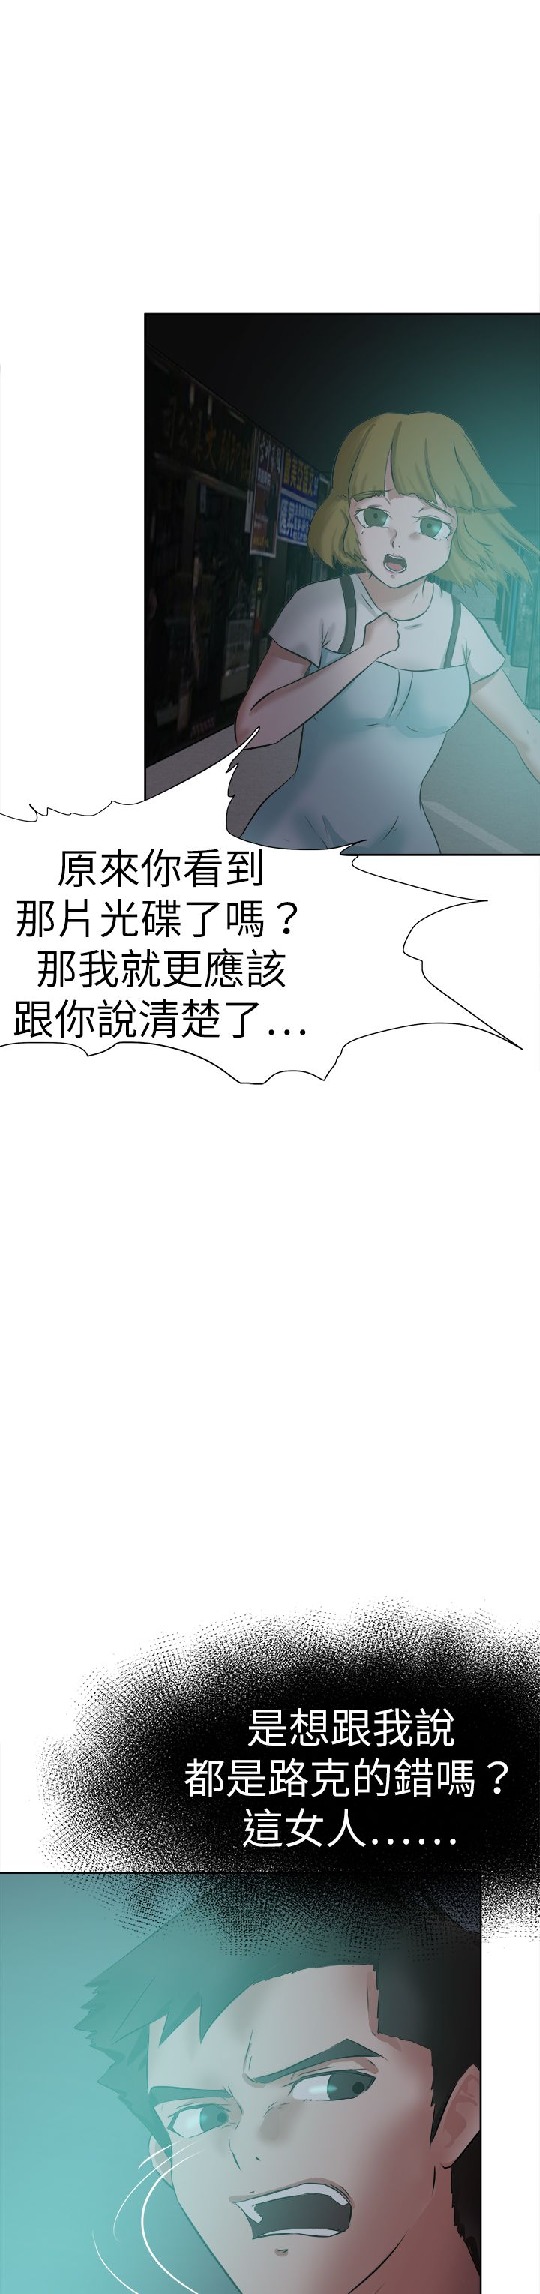 原來你看到
那片光碟了嗎？
那我就更應該
跟你說清楚了...
是想跟我說
都是路克的錯嗎？
這女人......